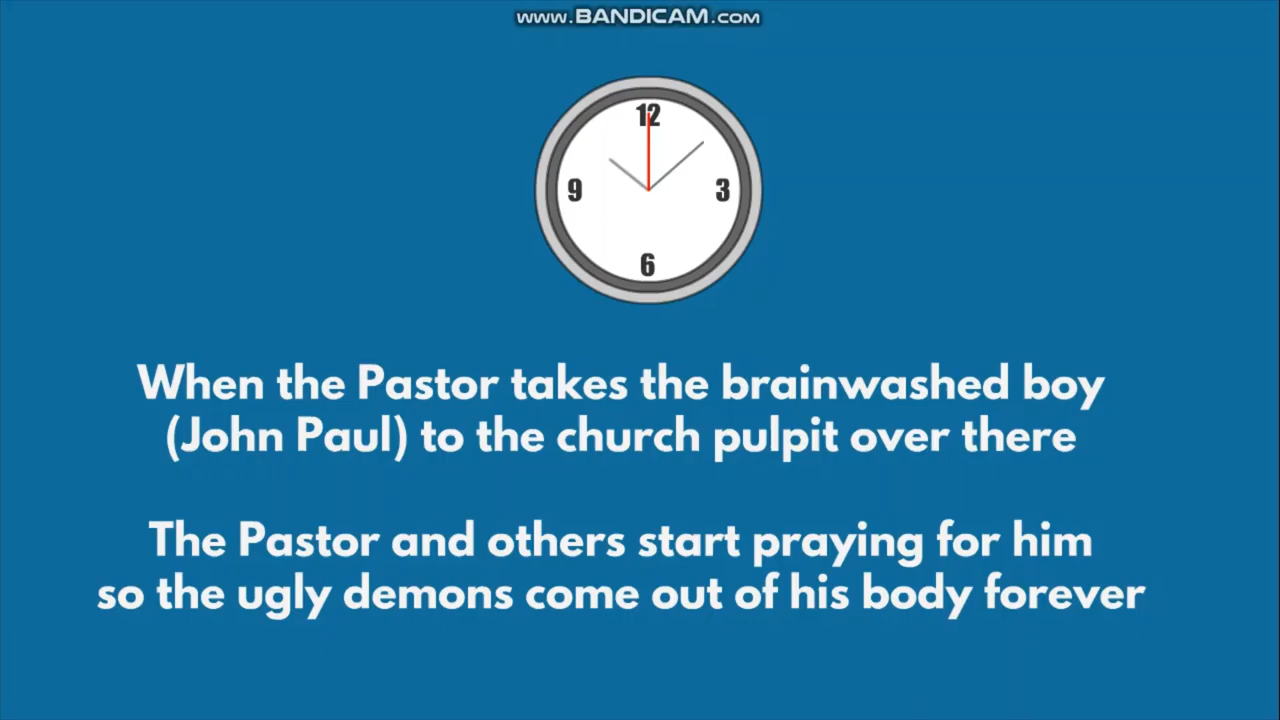 www.BANDICAM.com
12
9
3
6
When the Pastor takes the brainwashed boy
(John Paul) to the church pulpit over there
The Pastor and others start praying for him
so the ugly demons come out of his body forever